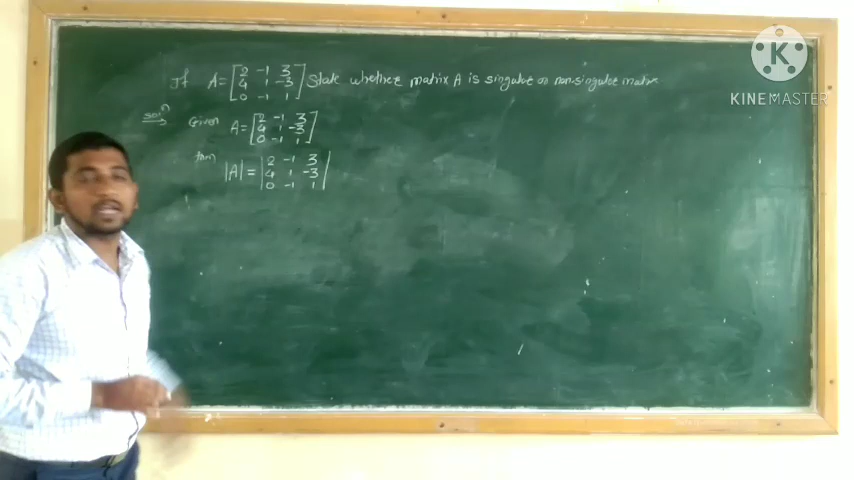 If A = [2 -1 3
4 1 -3
0 -1 1] State whether matrix A is singular or non-singular matrix
Soln
Given A = [2 -1 3
4 1 -3
0 -1 1]
|A| = |2 -1 3
4 1 -3
0 -1 1|
K
KINEMASTER